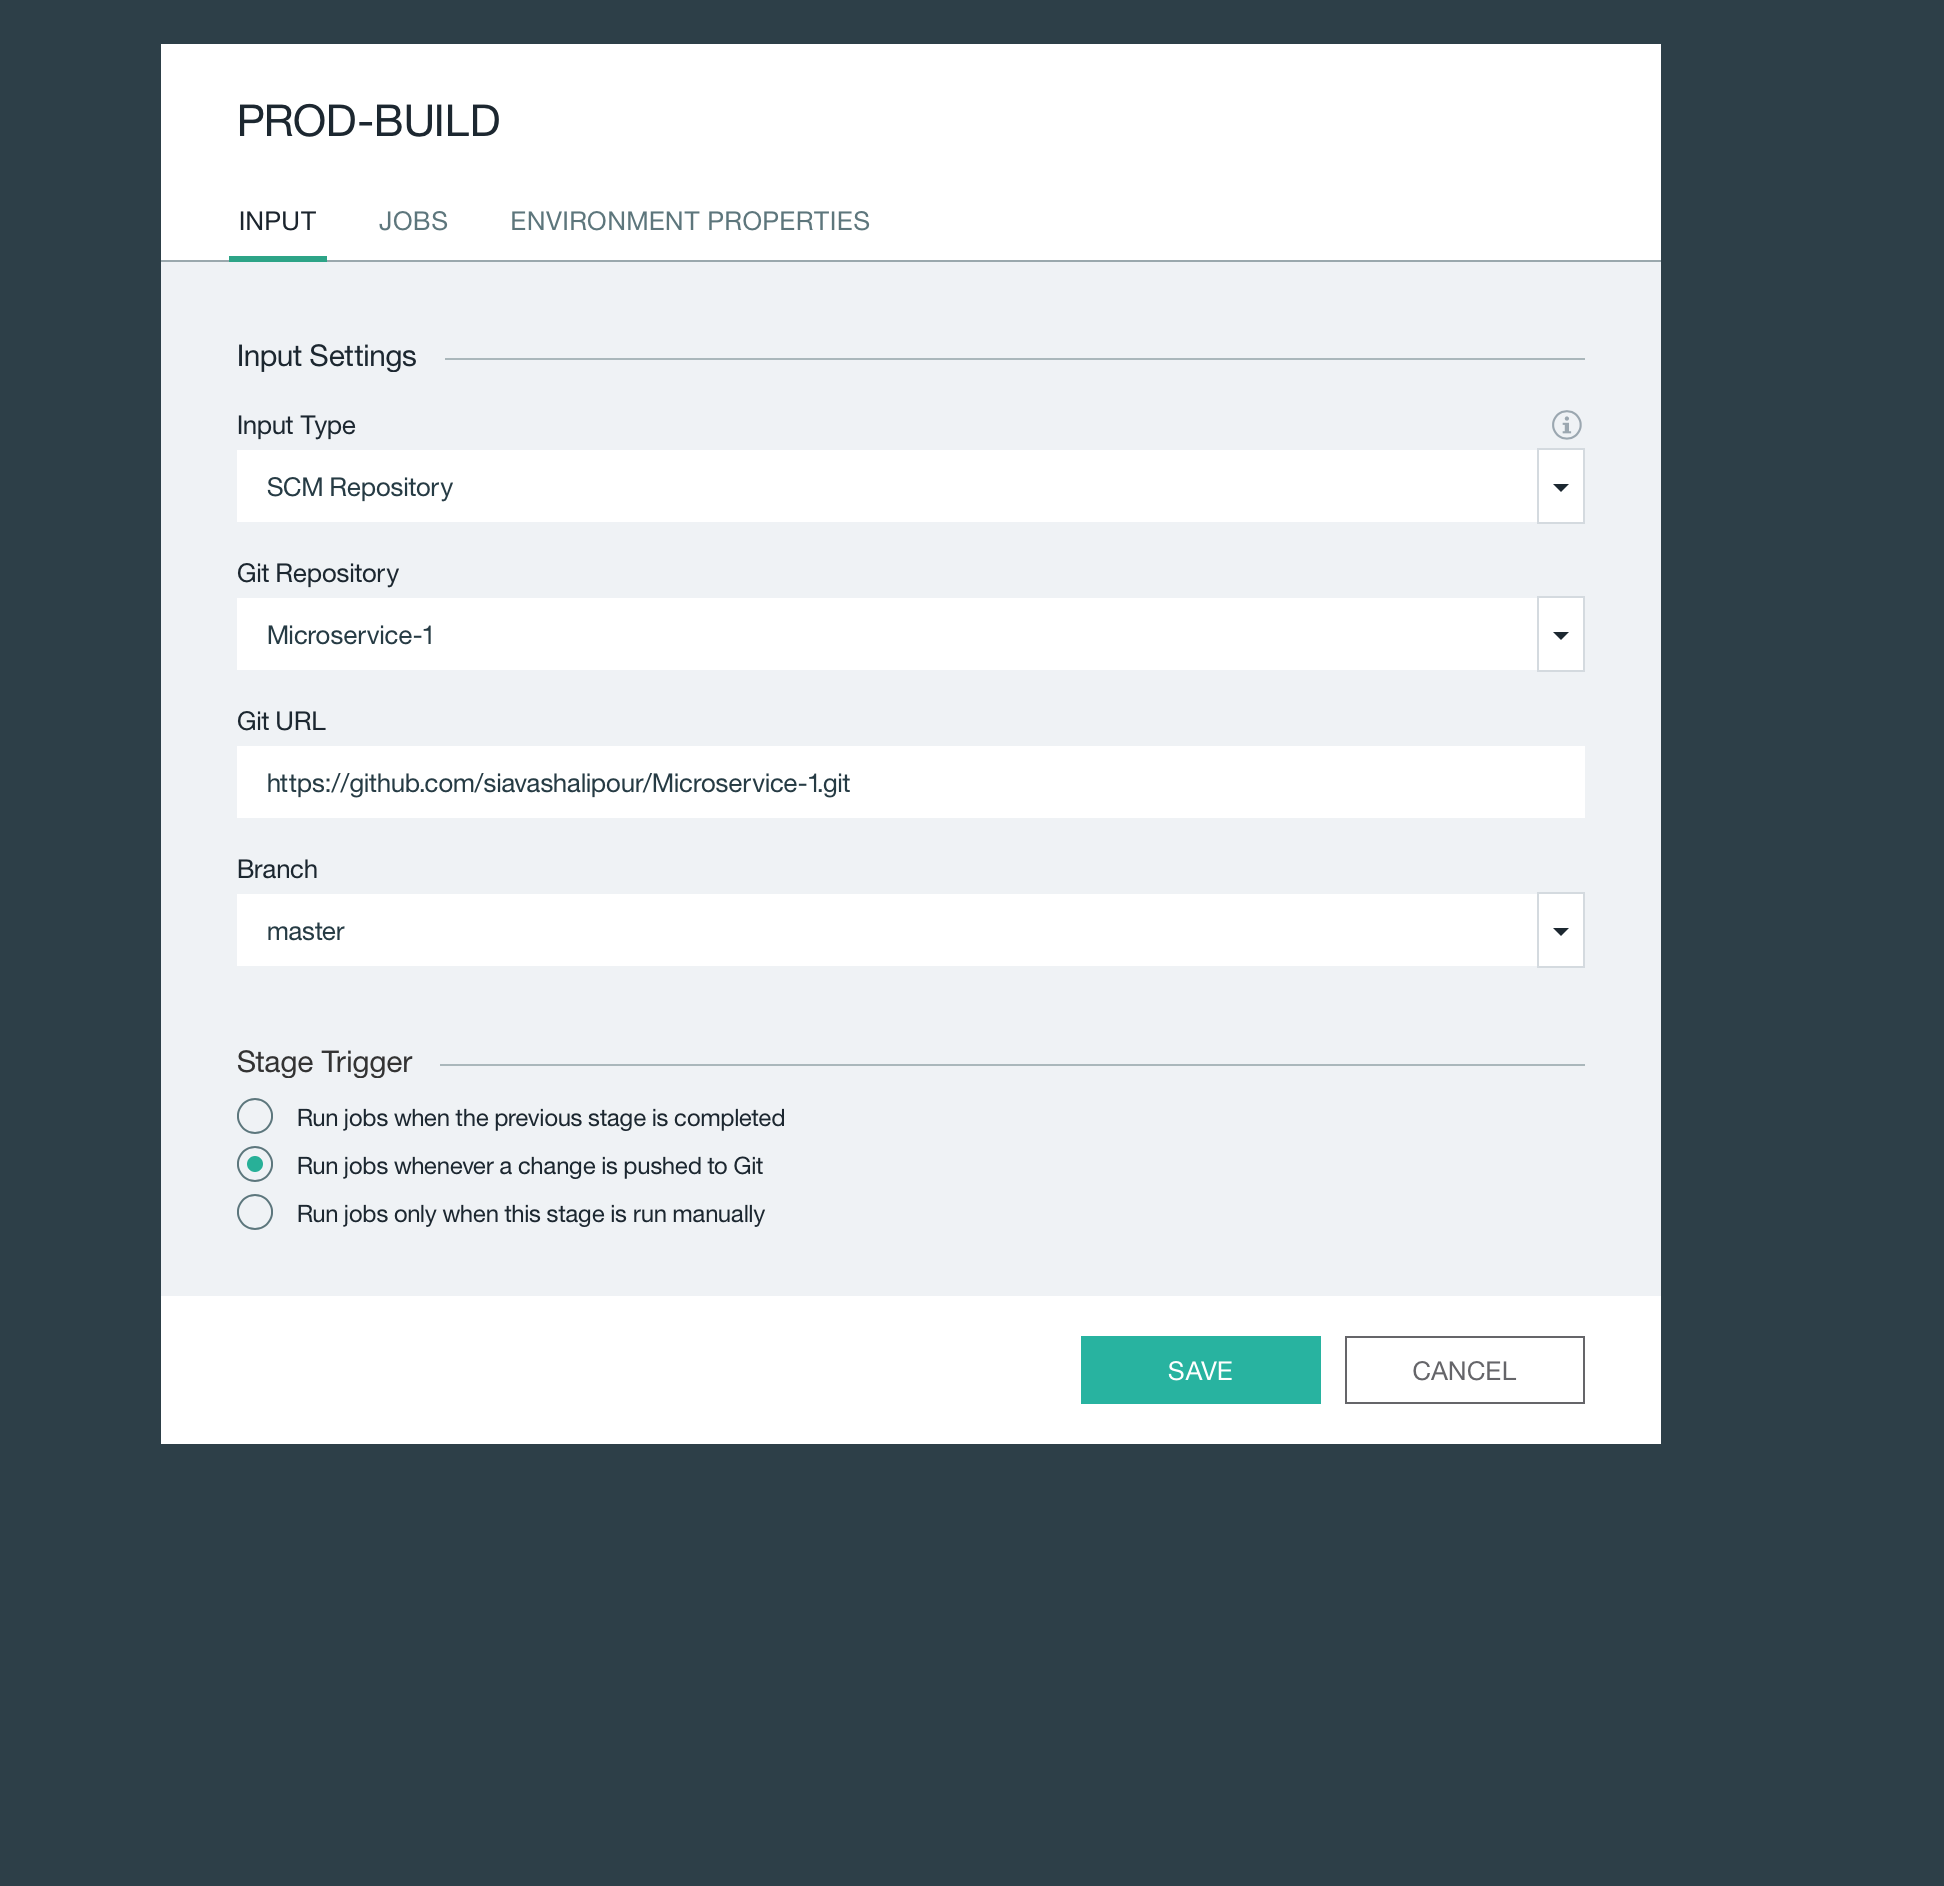 PROD-BUILD
INPUT JOBS ENVIRONMENT PROPERTIES
Input Settings
Input Type
SCM Repository
Git Repository
Microservice-1
Git URL
https://github.com/siavashalipour/Microservice-1.git
Branch
master
Stage Trigger
Run jobs when the previous stage is completed
Run jobs whenever a change is pushed to Git
Run jobs only when this stage is run manually
SAVE CANCEL